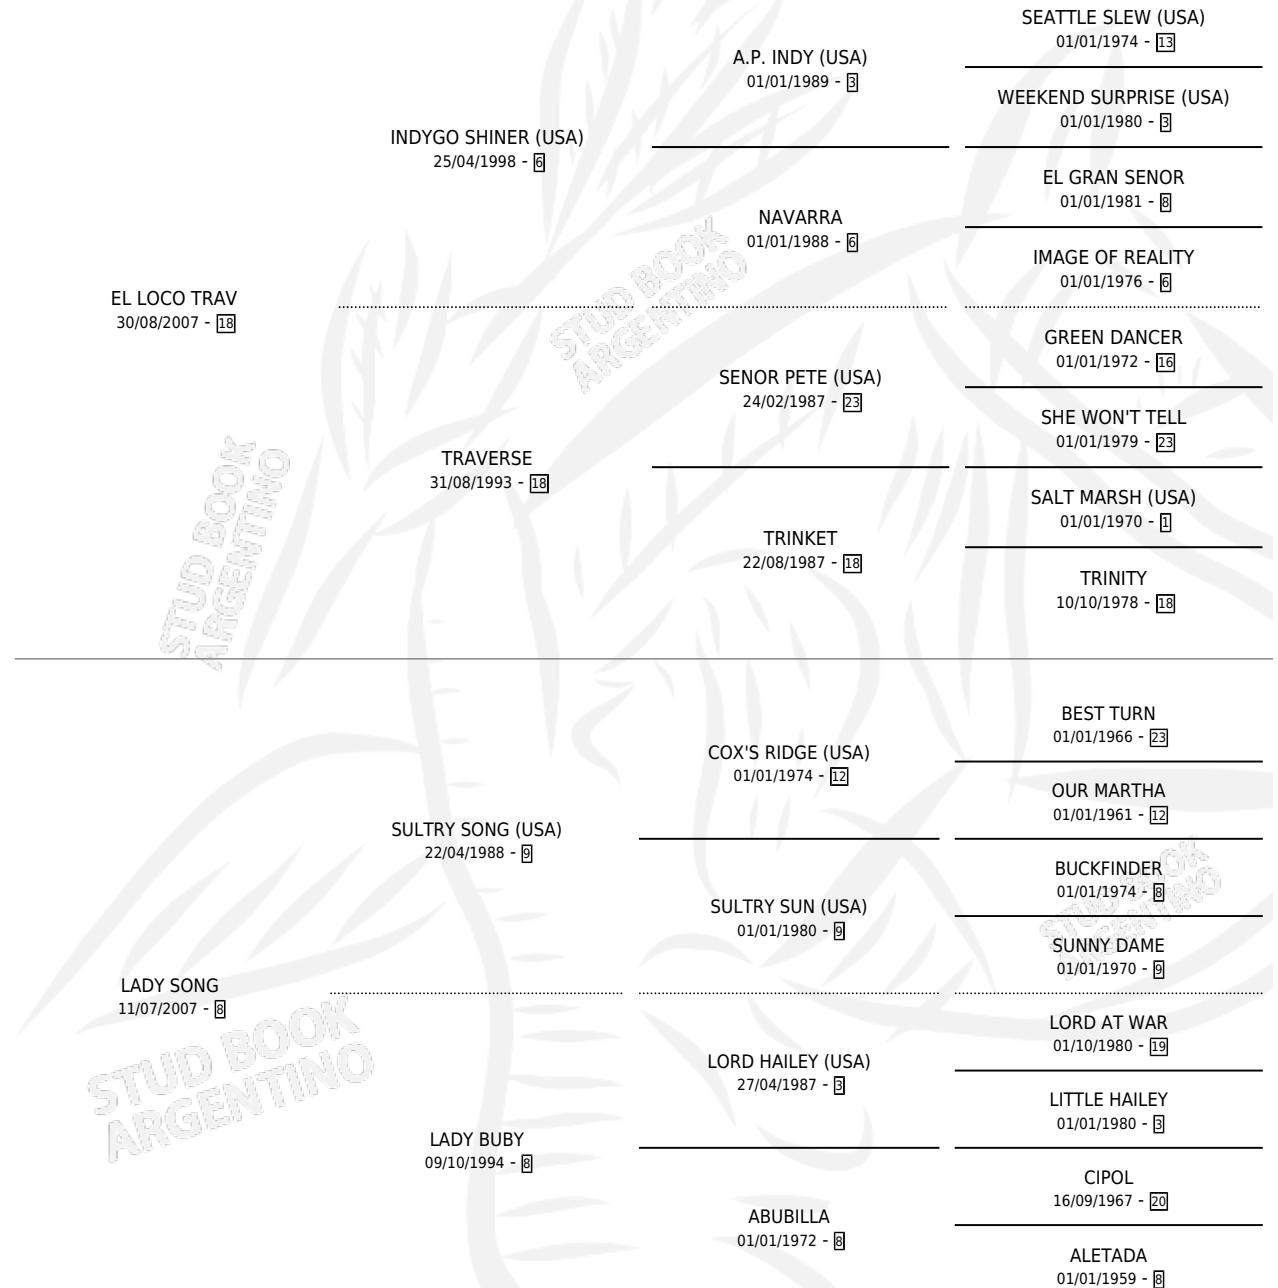 SEATTLE SLEW (USA)
01/01/1974 - 13
A.P. INDY (USA)
01/01/1989 - 3
WEEKEND SURPRISE (USA)
01/01/1980 - 3
INDYGO SHINER (USA)
25/04/1998 - 6
EL GRAN SENOR
01/01/1981 - 8
NAVARRA
01/01/1988 - 6
IMAGE OF REALITY
01/01/1976 - 6
EL LOCO TRAV
30/08/2007 - 18
GREEN DANCER
01/01/1972 - 16
SENOR PETE (USA)
24/02/1987 - 23
SHE WON'T TELL
01/01/1979 - 23
TRAVERSE
31/08/1993 - 18
SALT MARSH (USA)
01/01/1970 - 1
TRINKET
22/08/1987 - 18
TRINITY
10/10/1978 - 18
BEST TURN
01/01/1966 - 23
COX'S RIDGE (USA)
01/01/1974 - 12
OUR MARTHA
01/01/1961 - 12
SULTRY SONG (USA)
22/04/1988 - 9
BUCKFINDER
01/01/1974 - 8
SULTRY SUN (USA)
01/01/1980 - 9
SUNNY DAME
01/01/1970 - 9
LADY SONG
11/07/2007 - 8
LORD AT WAR
01/10/1980 - 19
LORD HAILEY (USA)
27/04/1987 - 3
LITTLE HAILEY
01/01/1980 - 3
LADY BUBY
09/10/1994 - 8
CIPOL
16/09/1967 - 20
ABUBILLA
01/01/1972 - 8
ALETADA
01/01/1959 - 8
STUD BOOK
ARGENTINO
STUD BOOK
ARGENTINO
STUD BOOK
ARGENTINO
STUD BOOK
ARGENTINO